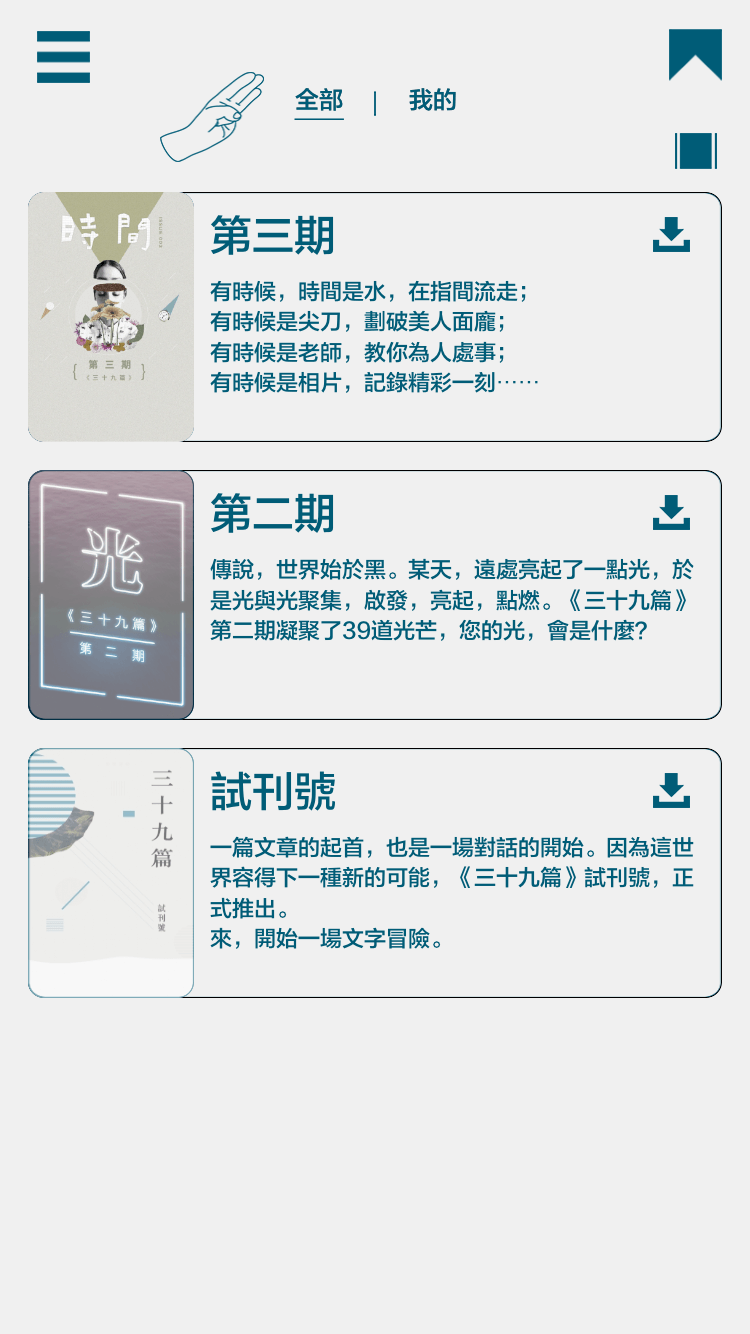 全部 | 我的
時間
第三期
《三十九篇》
第三期
有時候，時間是水，在指間流走；
有時候是尖刀，劃破美人面龐；
有時候是老師，教你為人處事；
有時候是相片，記錄精彩一刻⋯⋯
光
《三十九篇》
第二期
第二期
傳說，世界始於黑。某天，遠處亮起了一點光，於
是光與光聚集，啟發，亮起，點燃。《三十九篇》
第二期凝聚了39道光芒，您的光，會是什麼？
三十九篇
試刊號
試刊號
一篇文章的起首，也是一場對話的開始。因為這世
界容得下一種新的可能，《三十九篇》試刊號，正
式推出。
來，開始一場文字冒險。